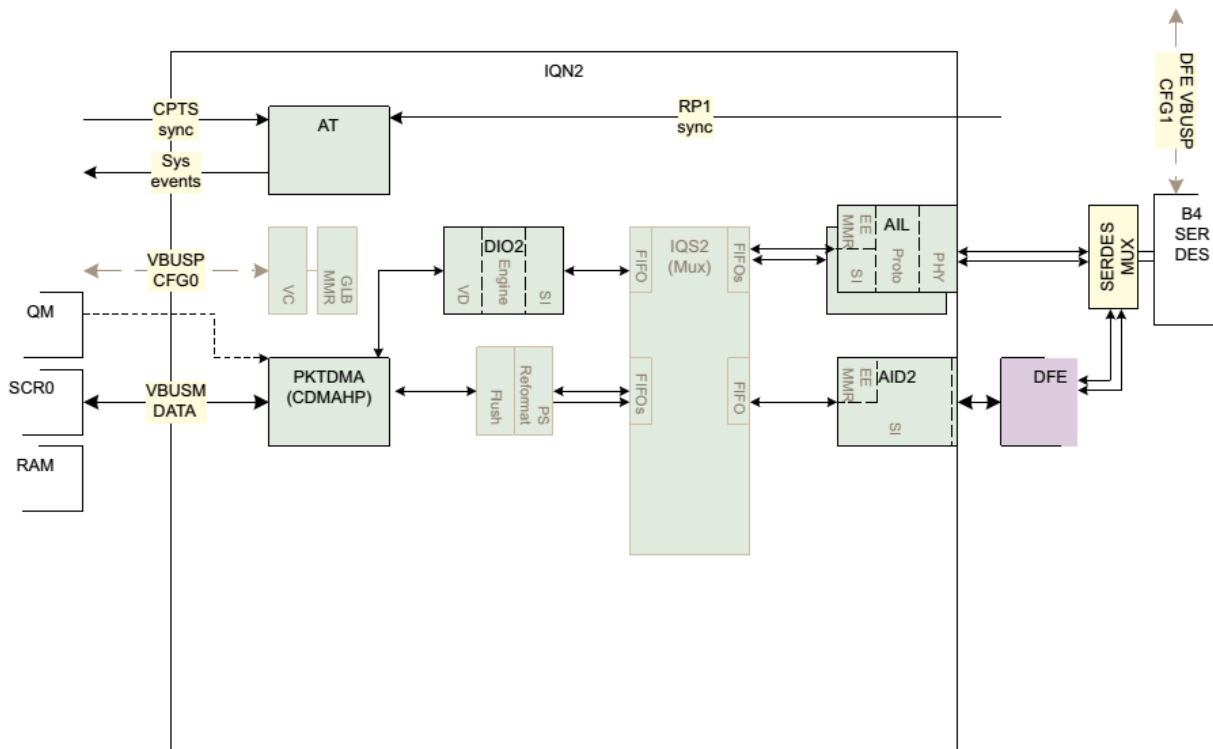 IQN2
DFE VBUSP
CFG1
CPTS
sync
AT
RP1
sync
Sys
events
VBUSP
CFG0
VC
GLB
MMR
DIO2
VD
Engine
SI
IQS2
(Mux)
FIFO
FIFOs
FIFOs
FIFO
AIL
EE
MMR
SI
Proto
PHY
SERDES
MUX
B4
SER
DES
QM
SCR0
RAM
VBUSM
DATA
PKTDMA
(CDMAHP)
PS
Reformat
Flush
AID2
EE
MMR
SI
DFE